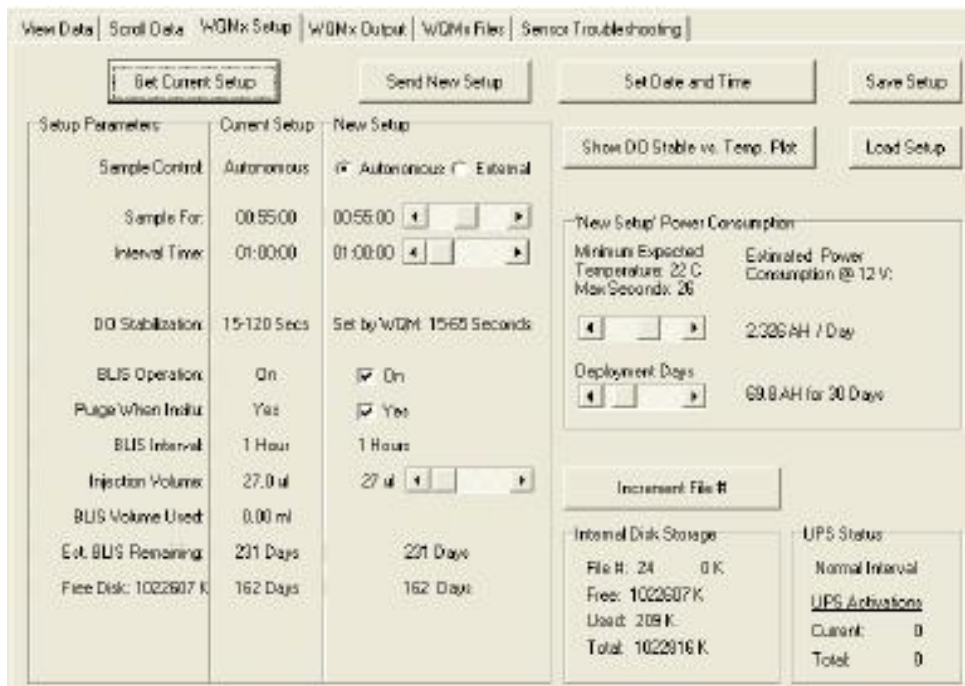 View Data Scroll Data WQMx Setup WQMx Output WQMx Files Sensor Troubleshooting
Get Current Setup Send New Setup Set Date and Time Save Setup
Show DO Stable vs. Temp. Plot Load Setup
Setup Parameters Current Setup New Setup
Sample Control: Autonomous Autonomous External
Sample For: 00:55:00 00:55:00
Interval Time: 01:00:00 01:00:00
DO Stabilization: 15-120 Secs Set by WQM: 15-65 Seconds
BLIS Operation: On On
Purge When Insitu: Yes Yes
BLIS Interval: 1 Hour 1 Hours
Injection Volume: 27.0 ul 27 ul
BLIS Volume Used: 0.00 ml
Est. BLIS Remaining: 231 Days 231 Days
Free Disk: 1022607 K 162 Days 162 Days
'New Setup' Power Consumption
Minimum Expected
Temperature: 22 C
Max Seconds: 26
Estimated Power
Consumption @ 12 V:
2.326 AH / Day
Deployment Days
69.8 AH for 30 Days
Increment File #
Internal Disk Storage
File #: 24 0 K
Free: 1022607 K
Used: 209 K
Total: 1022816 K
UPS Status
Normal Interval
UPS Activations
Current: 0
Total: 0